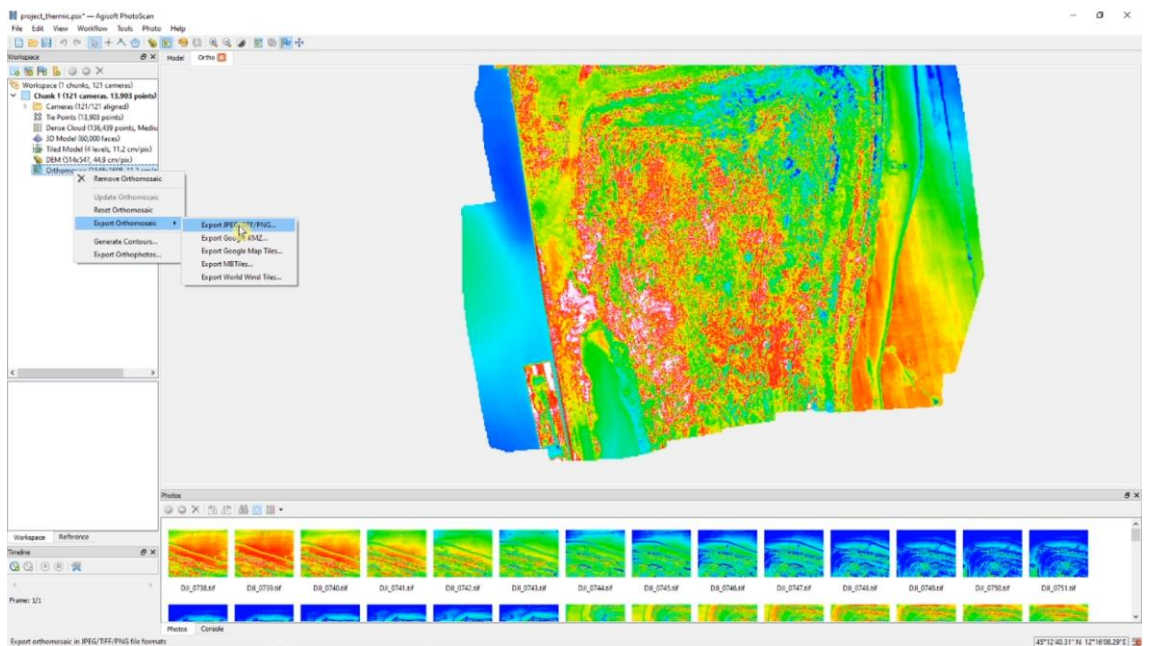 project_thermic.psx* — Agisoft PhotoScan
File Edit View Workflow Tools Photo Help
Workspace
Model Ortho
Workspace (1 chunks, 121 cameras)
Chunk 1 (121 cameras, 13,903 points)
Cameras (121/121 aligned)
Tie Points (13,903 points)
Dense Cloud (136,439 points, Mediu
3D Model (60,000 faces)
Tiled Model (4 levels, 11.2 cm/pix)
DEM (514x547, 44.9 cm/pix)
Remove Orthomosaic
Update Orthomosaic
Reset Orthomosaic
Export Orthomosaic
Generate Contours...
Export Orthophotos...
Export Google Map Tiles...
Export MBTiles...
Export World Wind Tiles...
Photos
Workspace Reference
Timeline
Frame: 1/1
DJI_0738.tif DJI_0739.tif DJI_0740.tif DJI_0741.tif DJI_0742.tif DJI_0743.tif DJI_0744.tif DJI_0745.tif DJI_0746.tif DJI_0747.tif DJI_0748.tif DJI_0749.tif DJI_0750.tif DJI_0751.tif
Photos Console
Export orthomosaic in JPEG/TIFF/PNG file formats
45°12'40.31" N 12°16'08.29" E